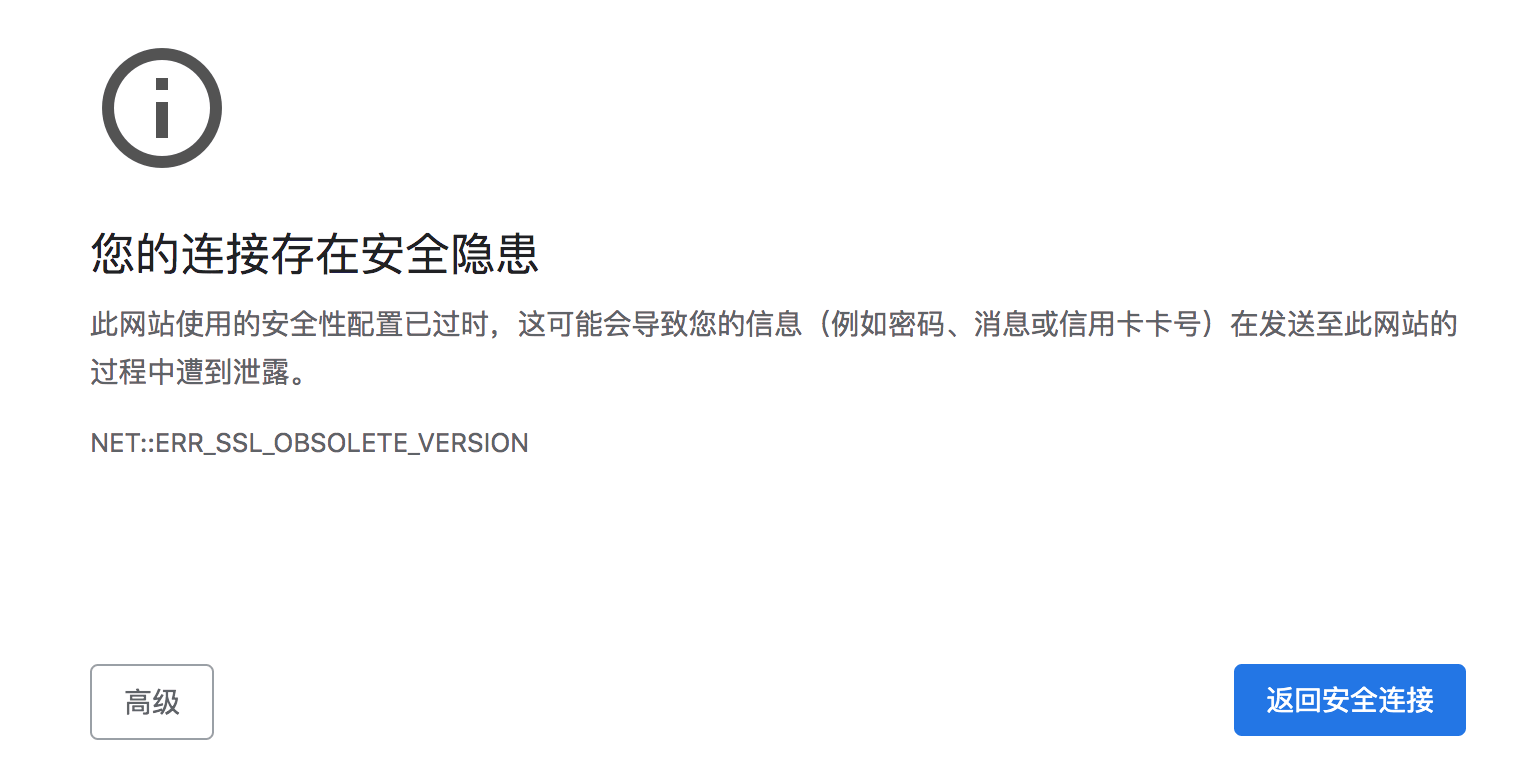 您的连接存在安全隐患
此网站使用的安全性配置已过时，这可能会导致您的信息（例如密码、消息或信用卡卡号）在发送至此网站的
过程中遭到泄露。
NET::ERR_SSL_OBSOLETE_VERSION
高级
返回安全连接